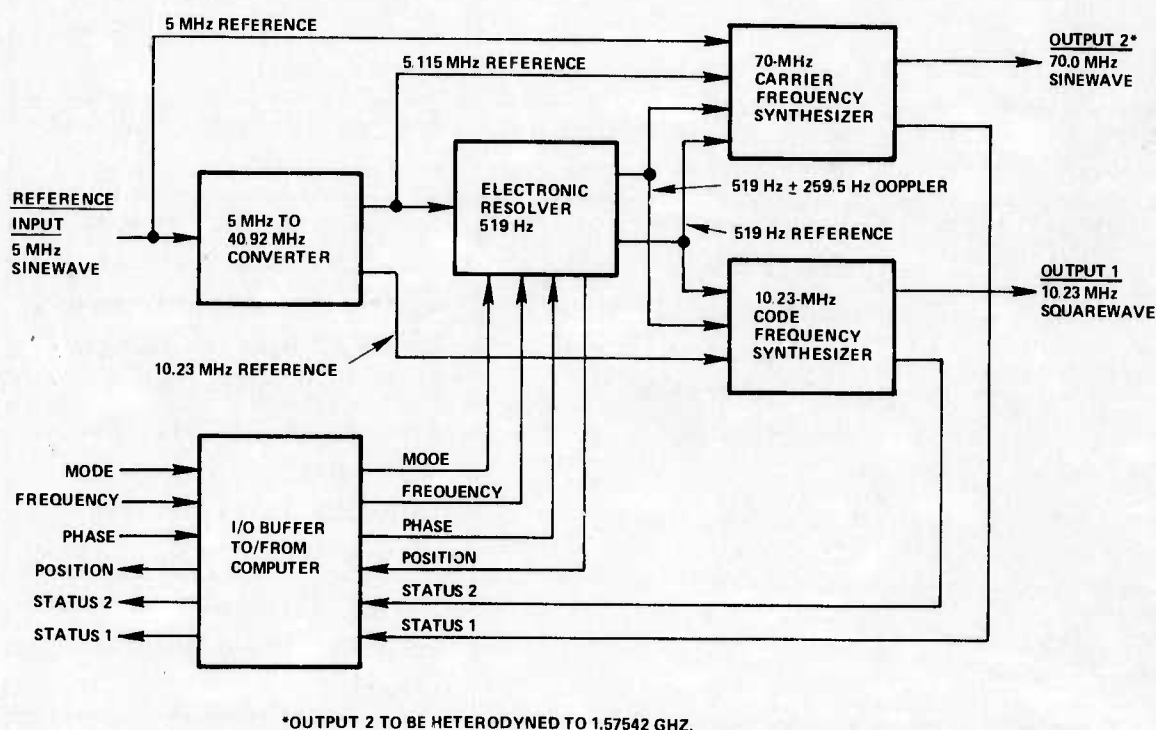 5 MHz REFERENCE
5.115 MHz REFERENCE
REFERENCE
INPUT
5 MHz
SINEWAVE
5 MHz TO
40.92 MHz
CONVERTER
ELECTRONIC
RESOLVER
519 Hz
70-MHz
CARRIER
FREQUENCY
SYNTHESIZER
OUTPUT 2*
70.0 MHz
SINEWAVE
519 Hz ± 259.5 Hz OOPPLER
519 Hz REFERENCE
10.23-MHz
CODE
FREQUENCY
SYNTHESIZER
OUTPUT 1
10.23 MHz
SQUAREWAVE
10.23 MHz REFERENCE
MODE
FREQUENCY
PHASE
POSITION
STATUS 2
STATUS 1
I/O BUFFER
TO/FROM
COMPUTER
MOOE
FREQUENCY
PHASE
POSITION
STATUS 2
STATUS 1
*OUTPUT 2 TO BE HETERODYNED TO 1.57542 GHZ.